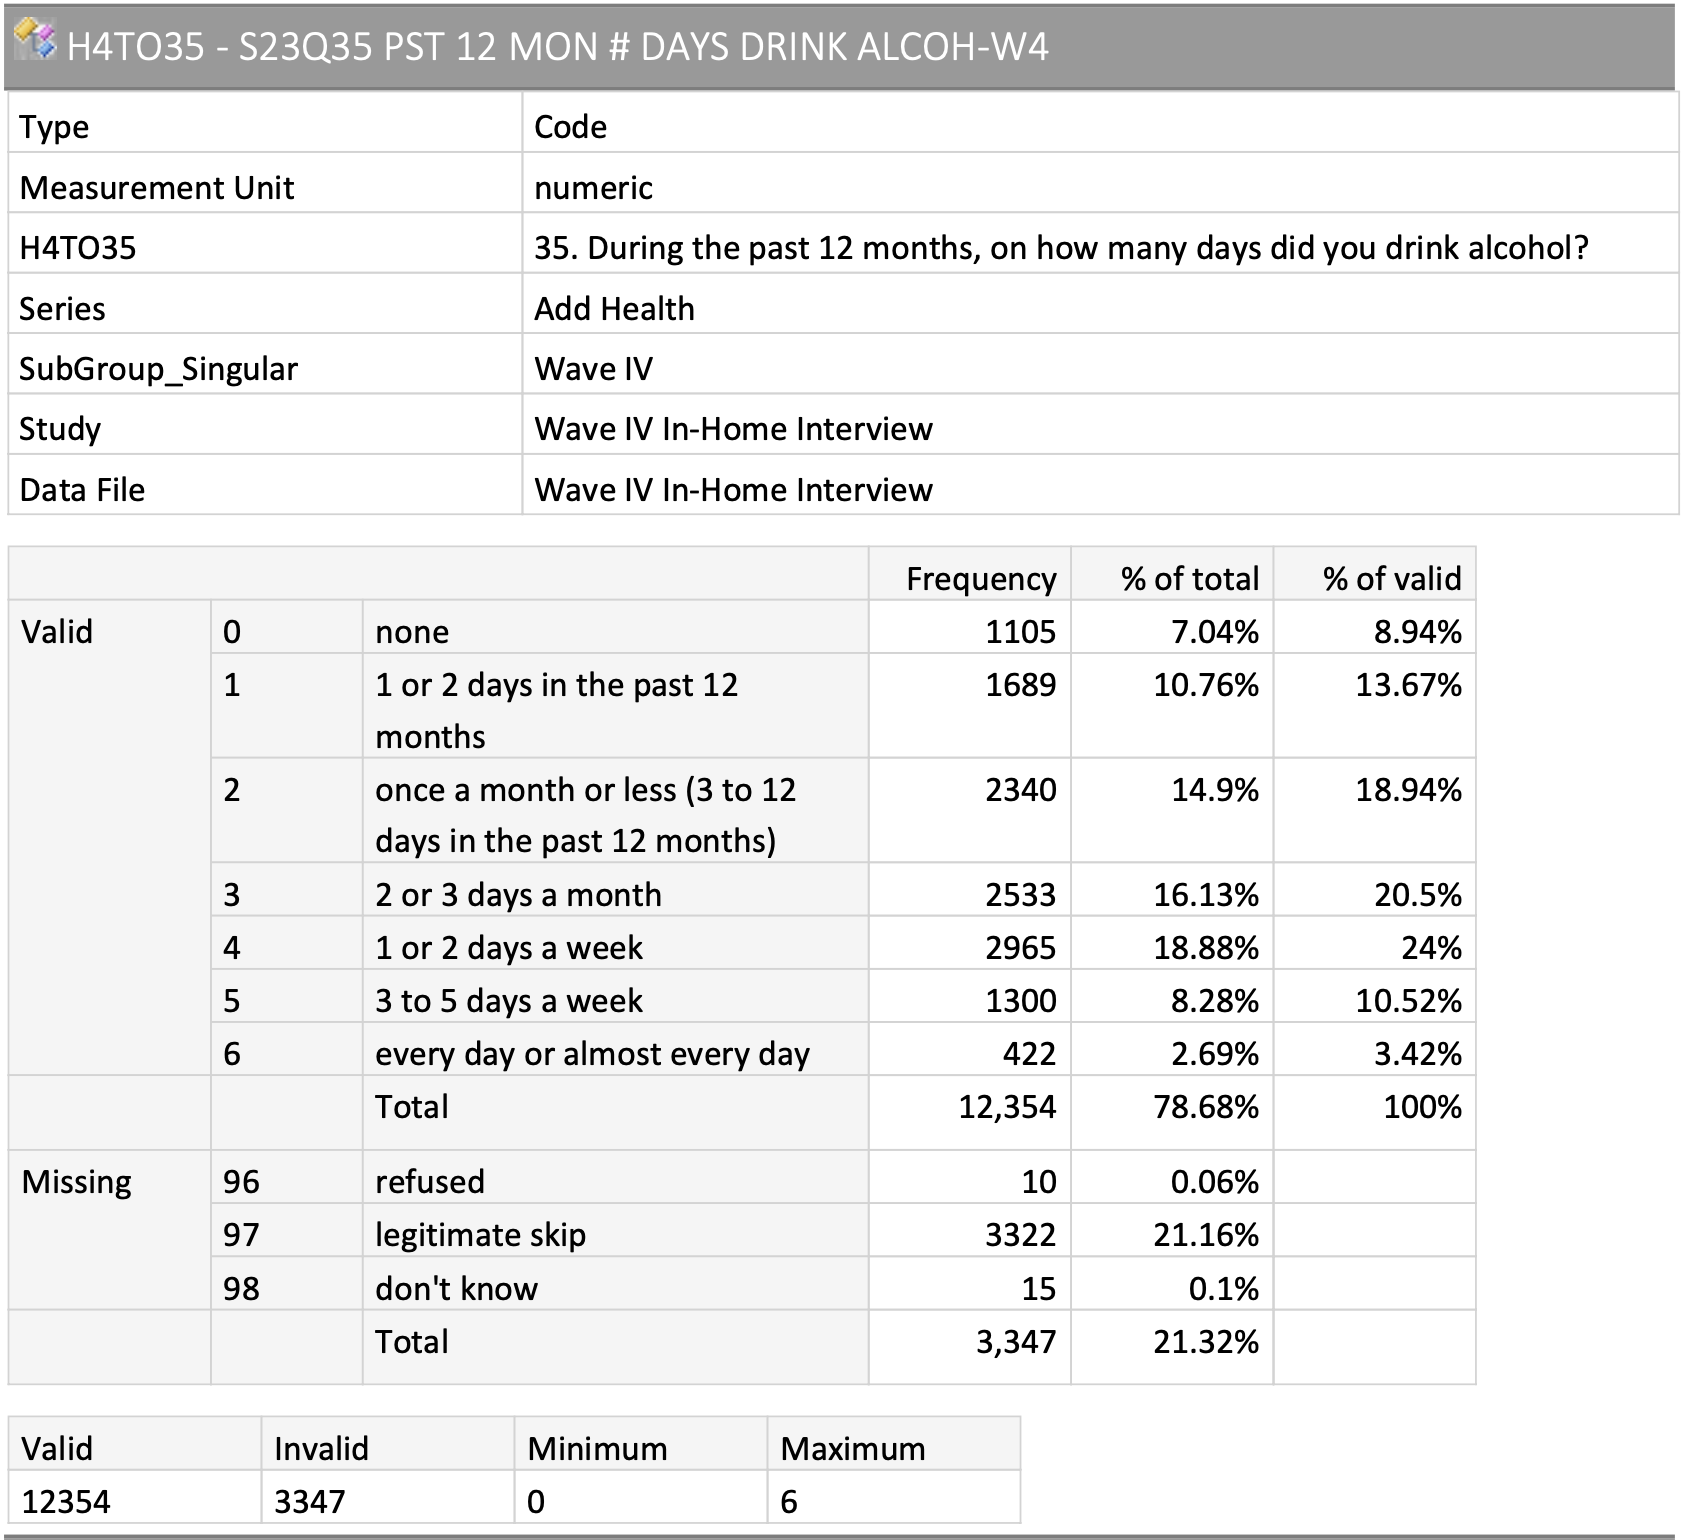 H4TO35 - S23Q35 PST 12 MON # DAYS DRINK ALCOH-W4
Type Code
Measurement Unit numeric
H4TO35 35. During the past 12 months, on how many days did you drink alcohol?
Series Add Health
SubGroup_Singular Wave IV
Study Wave IV In-Home Interview
Data File Wave IV In-Home Interview
Frequency % of total % of valid
Valid 0 none 1105 7.04% 8.94%
1 1 or 2 days in the past 12 1689 10.76% 13.67%
months
2 once a month or less (3 to 12 2340 14.9% 18.94%
days in the past 12 months)
3 2 or 3 days a month 2533 16.13% 20.5%
4 1 or 2 days a week 2965 18.88% 24%
5 3 to 5 days a week 1300 8.28% 10.52%
6 every day or almost every day 422 2.69% 3.42%
Total 12,354 78.68% 100%
Missing 96 refused 10 0.06%
97 legitimate skip 3322 21.16%
98 don't know 15 0.1%
Total 3,347 21.32%
Valid Invalid Minimum Maximum
12354 3347 0 6